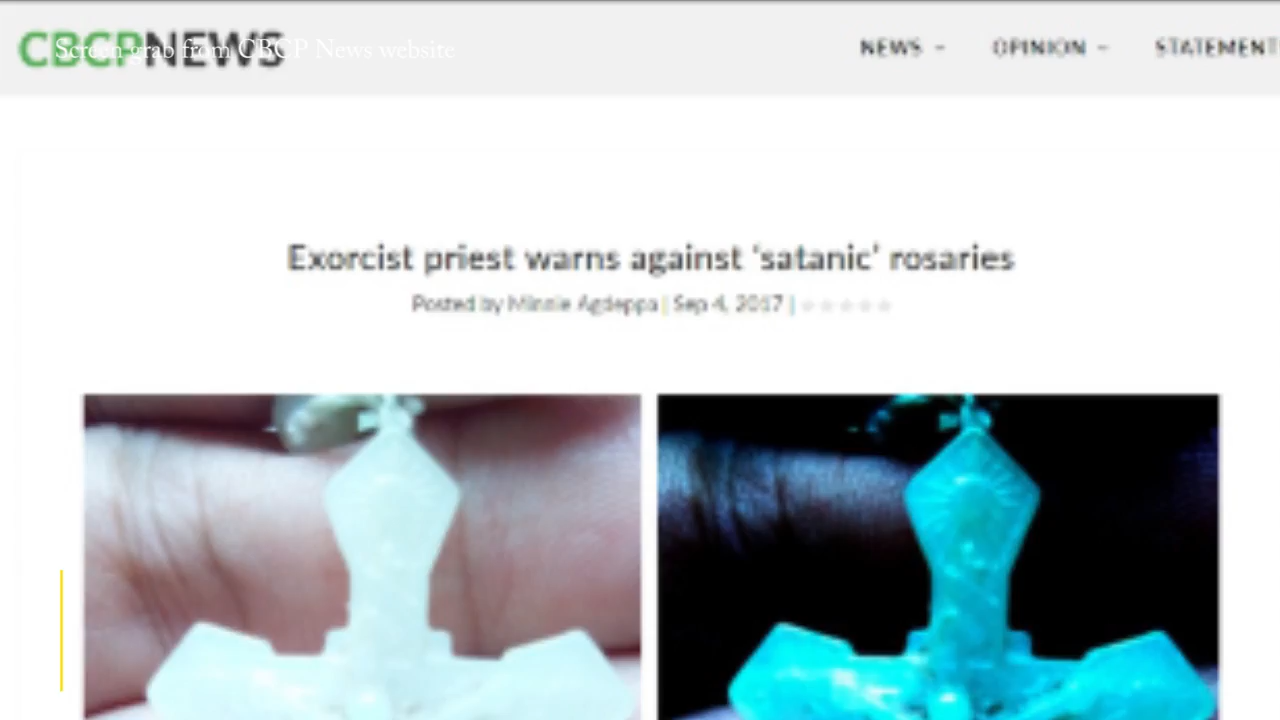 CBCPNEWS
Screen grab from CBCP News website
NEWS
OPINION
STATEMENT
Exorcist priest warns against ‘satanic’ rosaries
Posted by Minnie Agdeppa | Sep 4, 2017 |